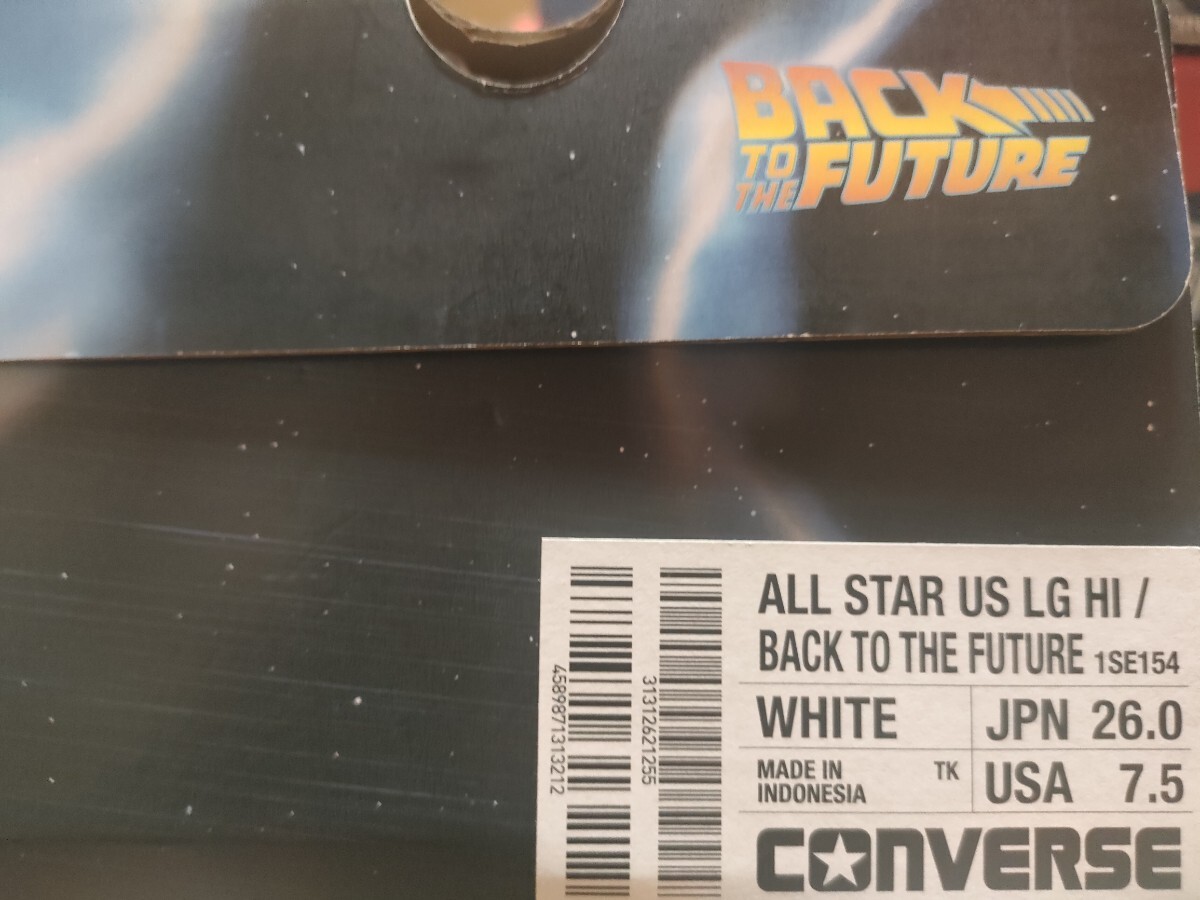 BACK
TO
THE FUTURE
ALL STAR US LG HI /
BACK TO THE FUTURE 1SE154
WHITE JPN 26.0
MADE IN
INDONESIA TK USA 7.5
CONVERSE
4589871313212
31312621255